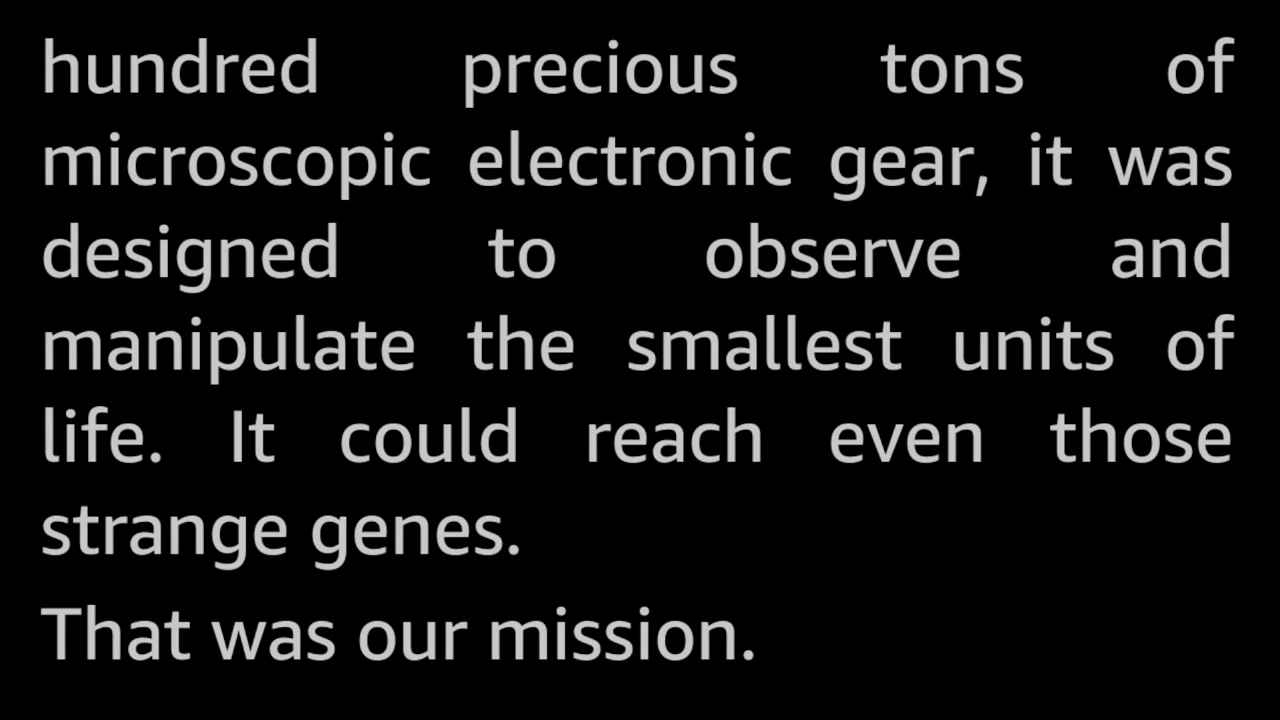 hundred precious tons of
microscopic electronic gear, it was
designed to observe and
manipulate the smallest units of
life. It could reach even those
strange genes.
That was our mission.